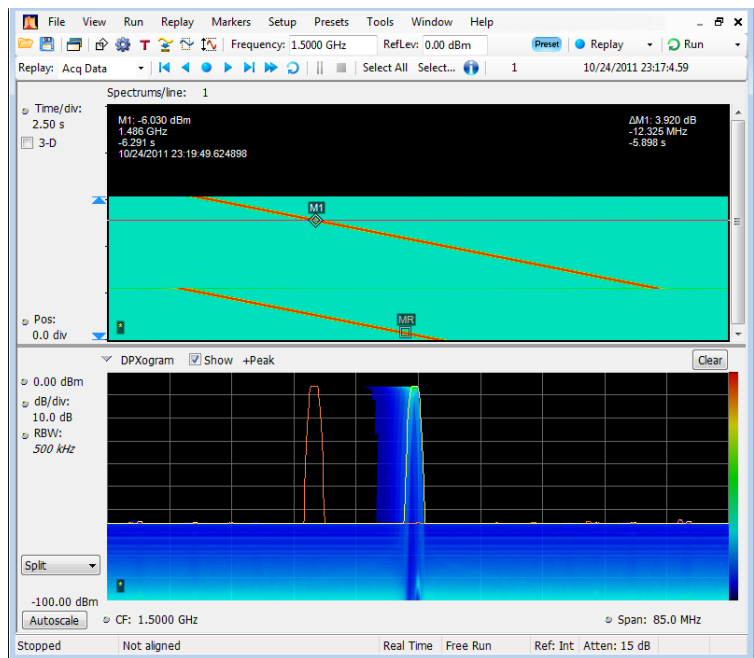 File View Run Replay Markers Setup Presets Tools Window Help
T Frequency: 1.5000 GHz RefLev: 0.00 dBm Preset Replay Run
Replay: Acq Data Select All Select... 1 10/24/2011 23:17:4.59
Spectrums/line: 1
Time/div:
2.50 s
3-D
M1: -6.030 dBm
1.486 GHz
-6.291 s
10/24/2011 23:19:49.624898
ΔM1: 3.920 dB
-12.325 MHz
-5.898 s
M1
MR
Pos:
0.0 div
*
DPXogram Show +Peak Clear
0.00 dBm
dB/div:
10.0 dB
RBW:
500 kHz
Split
*
-100.00 dBm
Autoscale CF: 1.5000 GHz Span: 85.0 MHz
Stopped Not aligned Real Time Free Run Ref: Int Atten: 15 dB